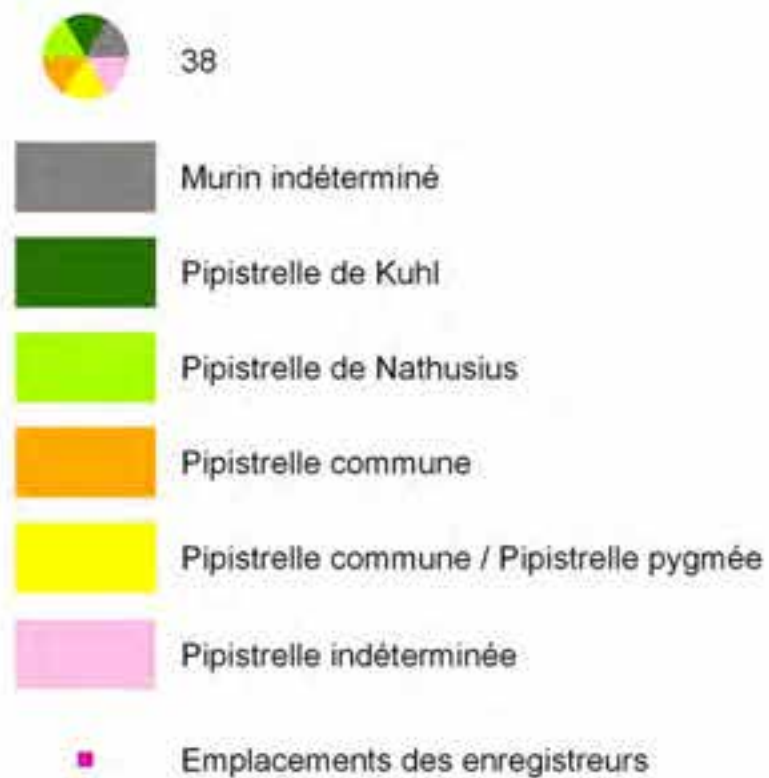 38
Murin indéterminé
Pipistrelle de Kuhl
Pipistrelle de Nathusius
Pipistrelle commune
Pipistrelle commune / Pipistrelle pygmée
Pipistrelle indéterminée
Emplacements des enregistreurs